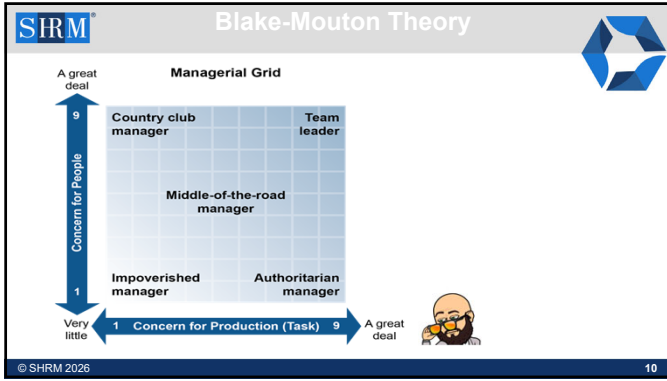 SHRM®
Blake-Mouton Theory
Managerial Grid
A great
deal
9
Concern for People
1
Very
little
Country club
manager
Team
leader
Middle-of-the-road
manager
Impoverished
manager
Authoritarian
manager
1 Concern for Production (Task) 9
A great
deal
© SHRM 2026
10